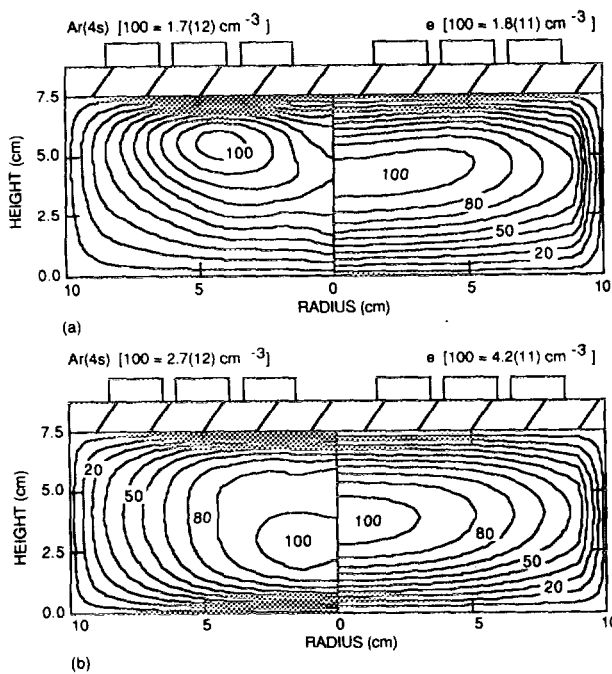 Ar(4s) [100 = 1.7(12) cm -3 ] e [100 = 1.8(11) cm -3 ]
7.5
5.0
2.5
0.0
HEIGHT (cm)
100
100
80
50
20
10 5 0 5 10
RADIUS (cm)
(a)
Ar(4s) [100 = 2.7(12) cm -3 ] e [100 = 4.2(11) cm -3 ]
7.5
5.0
2.5
0.0
HEIGHT (cm)
20
50
80
100
100
80
50
20
10 5 0 5 10
RADIUS (cm)
(b)